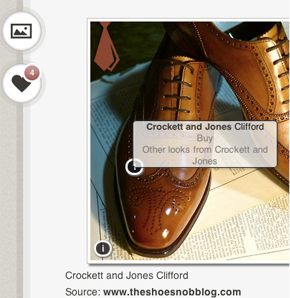 4
Crockett and Jones Clifford
Buy
Other looks from Crockett and
Jones
i
i
Crockett and Jones Clifford
Source: www.theshoesnobblog.com